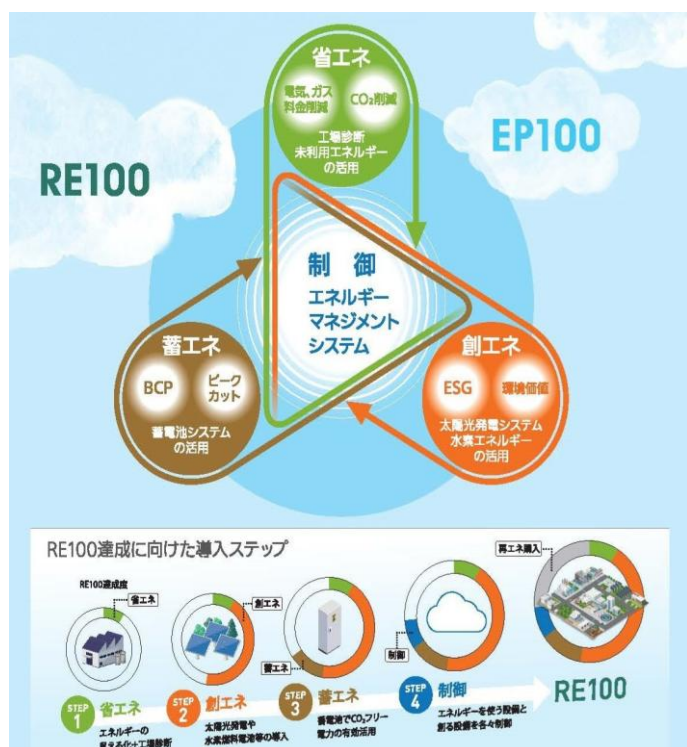 省エネ
電気、ガス
料金削減
CO₂削減
工場診断
未利用エネルギー
の活用
RE100
EP100
制 御
エネルギー
マネジメント
システム
蓄エネ
BCP
ピーク
カット
蓄電池システム
の活用
創エネ
ESG
環境価値
太陽光発電システム
水素エネルギー
の活用
RE100達成に向けた導入ステップ
RE100達成度
省エネ
創エネ
蓄エネ
制御
再エネ購入
STEP
1
省エネ
エネルギーの
見える化+工場診断
STEP
2
創エネ
太陽光発電や
水素燃料電池等の導入
STEP
3
蓄エネ
蓄電池でCO₂フリー
電力の有効活用
STEP
4
制御
エネルギーを使う設備と
創る設備を各々制御
RE100